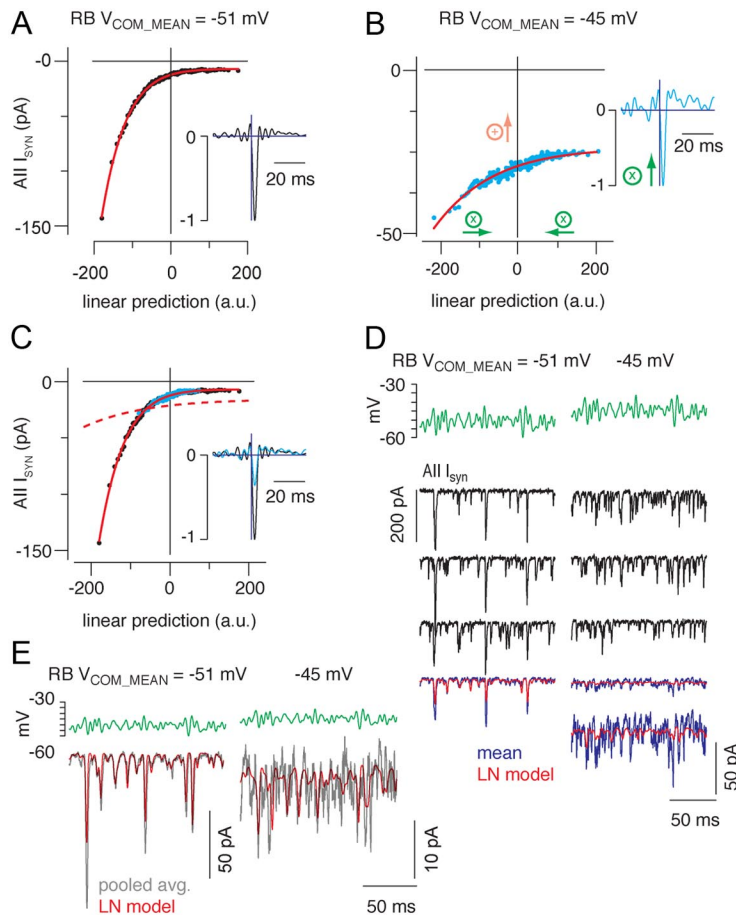 A
RB VCOM_MEAN = -51 mV
-0
AII ISYN (pA)
-150
0
-1
20 ms
-200
0
200
linear prediction (a.u.)
B
RB VCOM_MEAN = -45 mV
0
-50
+
x
x
0
-1
x
20 ms
-200
0
200
linear prediction (a.u.)
C
0
AII ISYN (pA)
-150
0
-1
20 ms
-200
0
200
linear prediction (a.u.)
D
RB VCOM_MEAN = -51 mV
-45 mV
-30
mV
-60
AII Isyn
200 pA
mean
LN model
50 pA
50 ms
E
RB VCOM_MEAN = -51 mV
-45 mV
-30
mV
-60
50 pA
10 pA
pooled avg.
LN model
50 ms